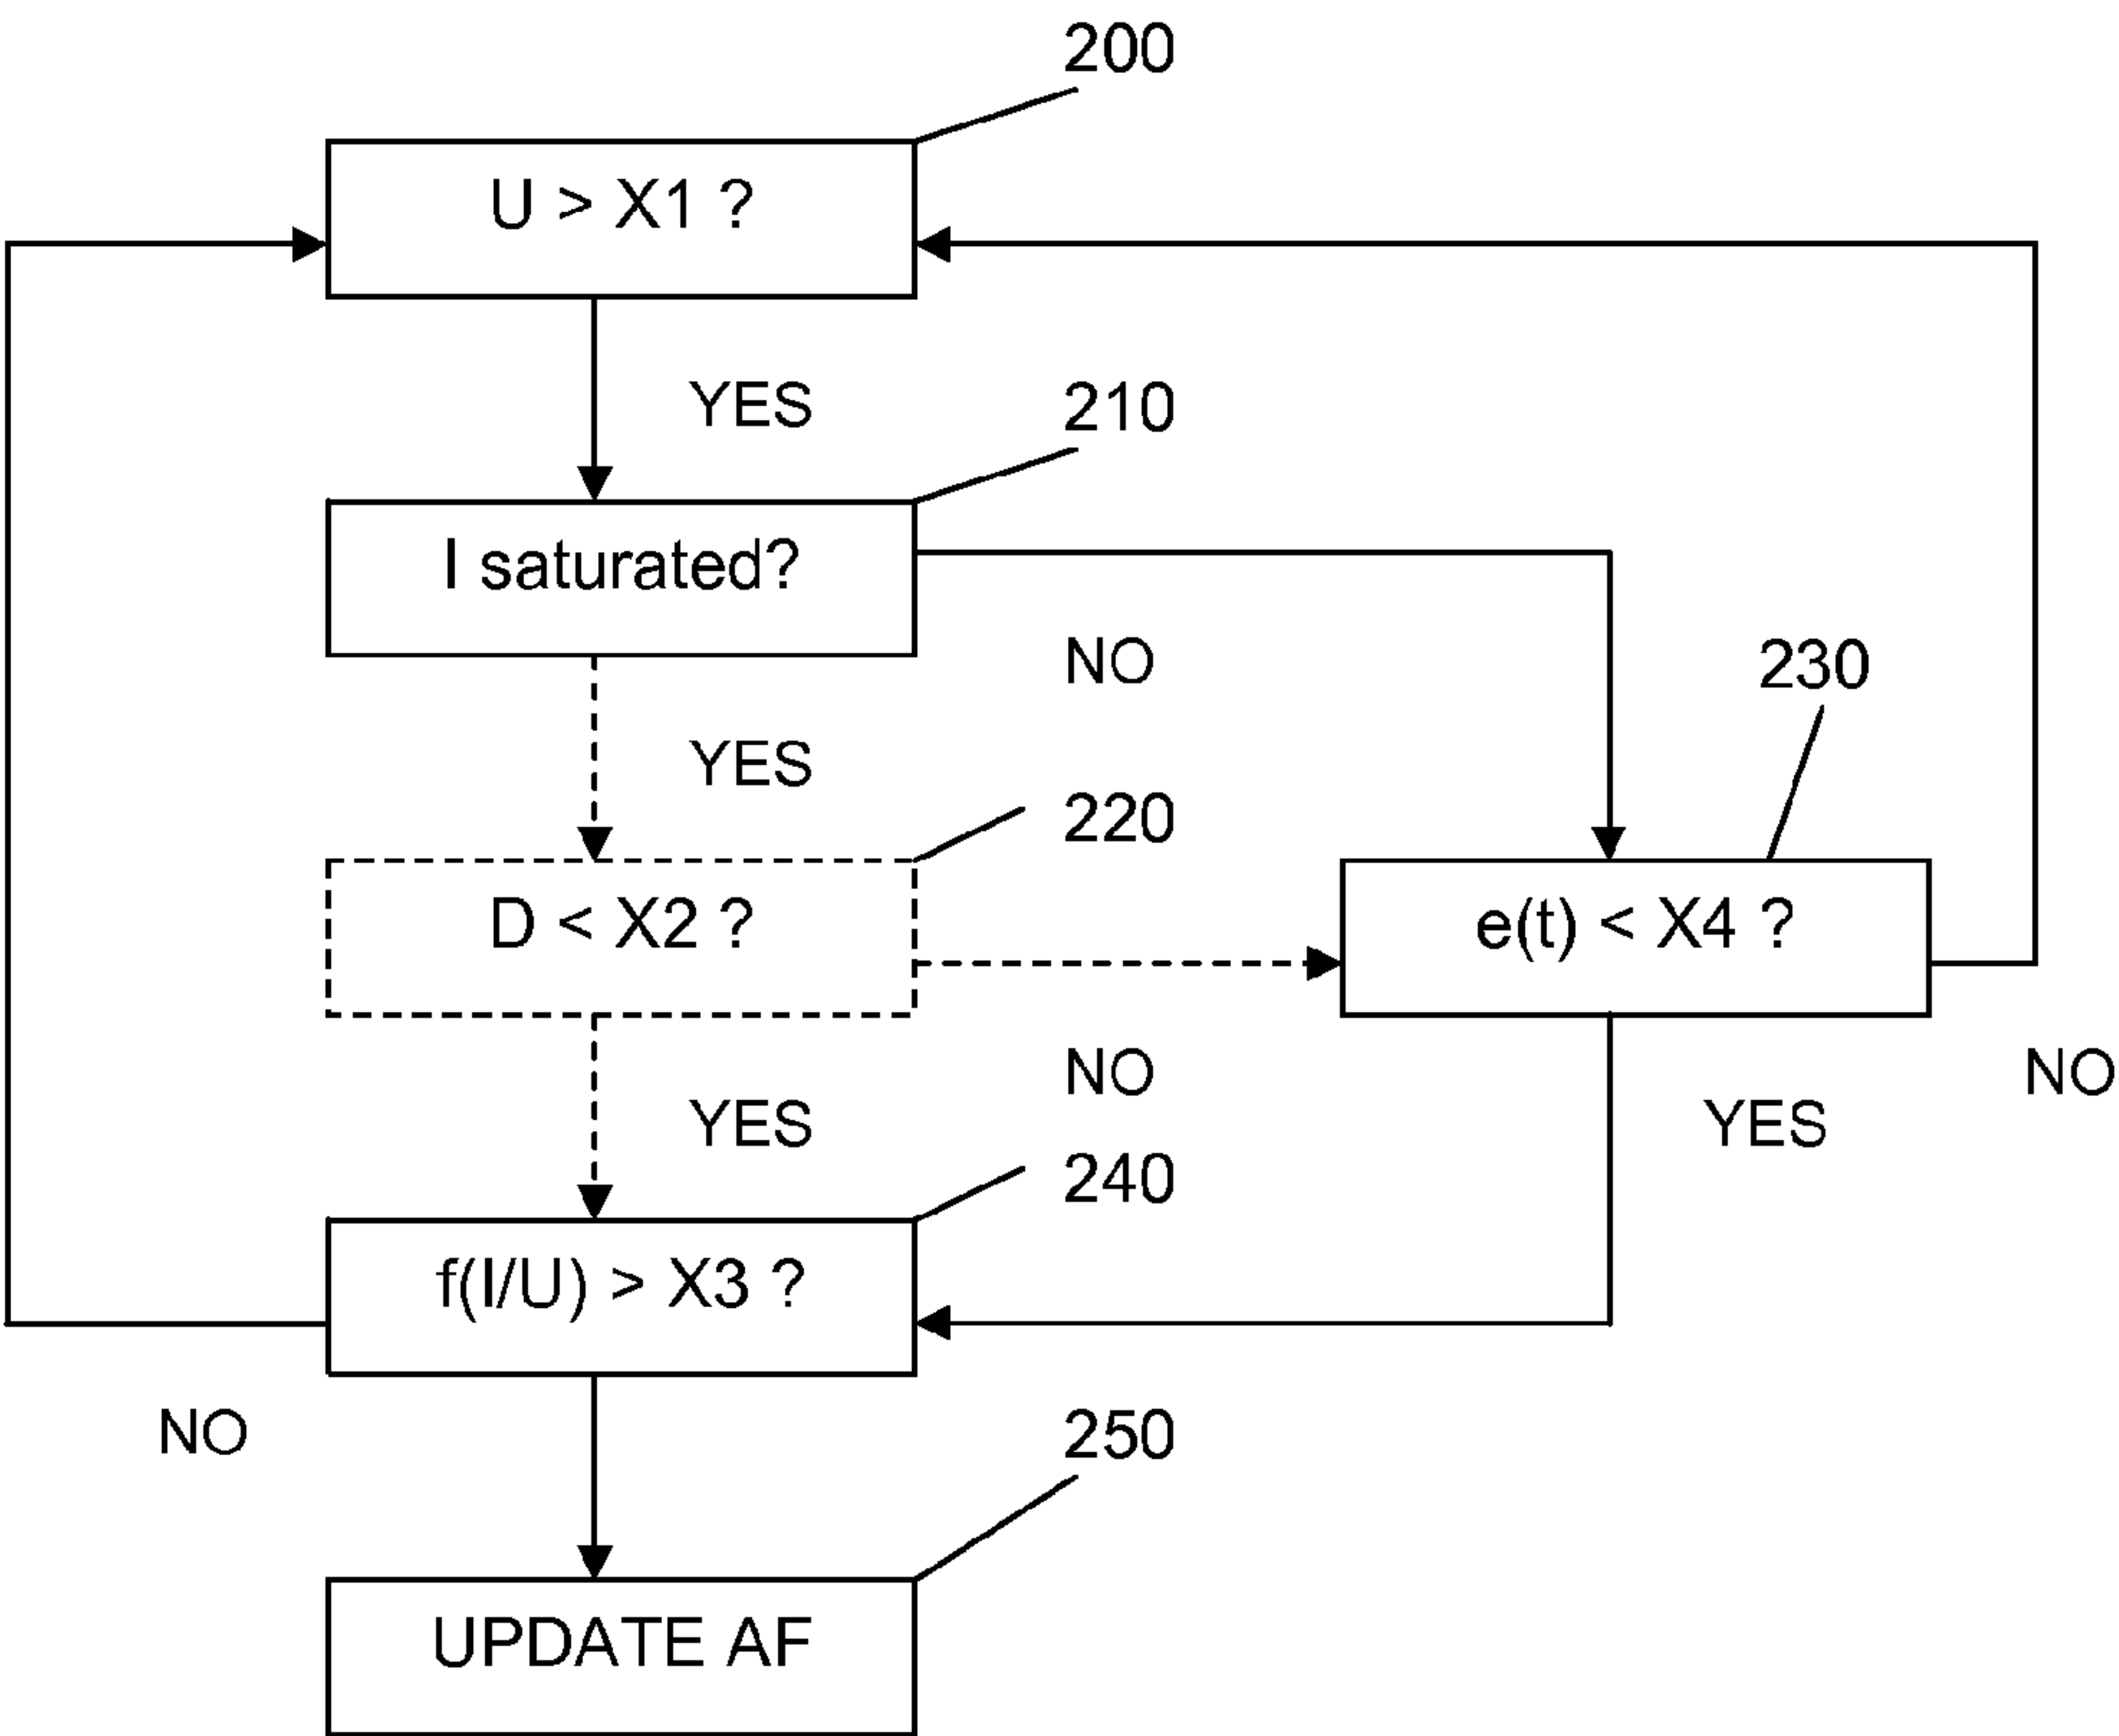 200
U > X1 ?
YES
210
I saturated?
NO
230
YES
220
D < X2 ?
e(t) < X4 ?
NO
NO
YES
YES
240
f(I/U) > X3 ?
NO
250
UPDATE AF